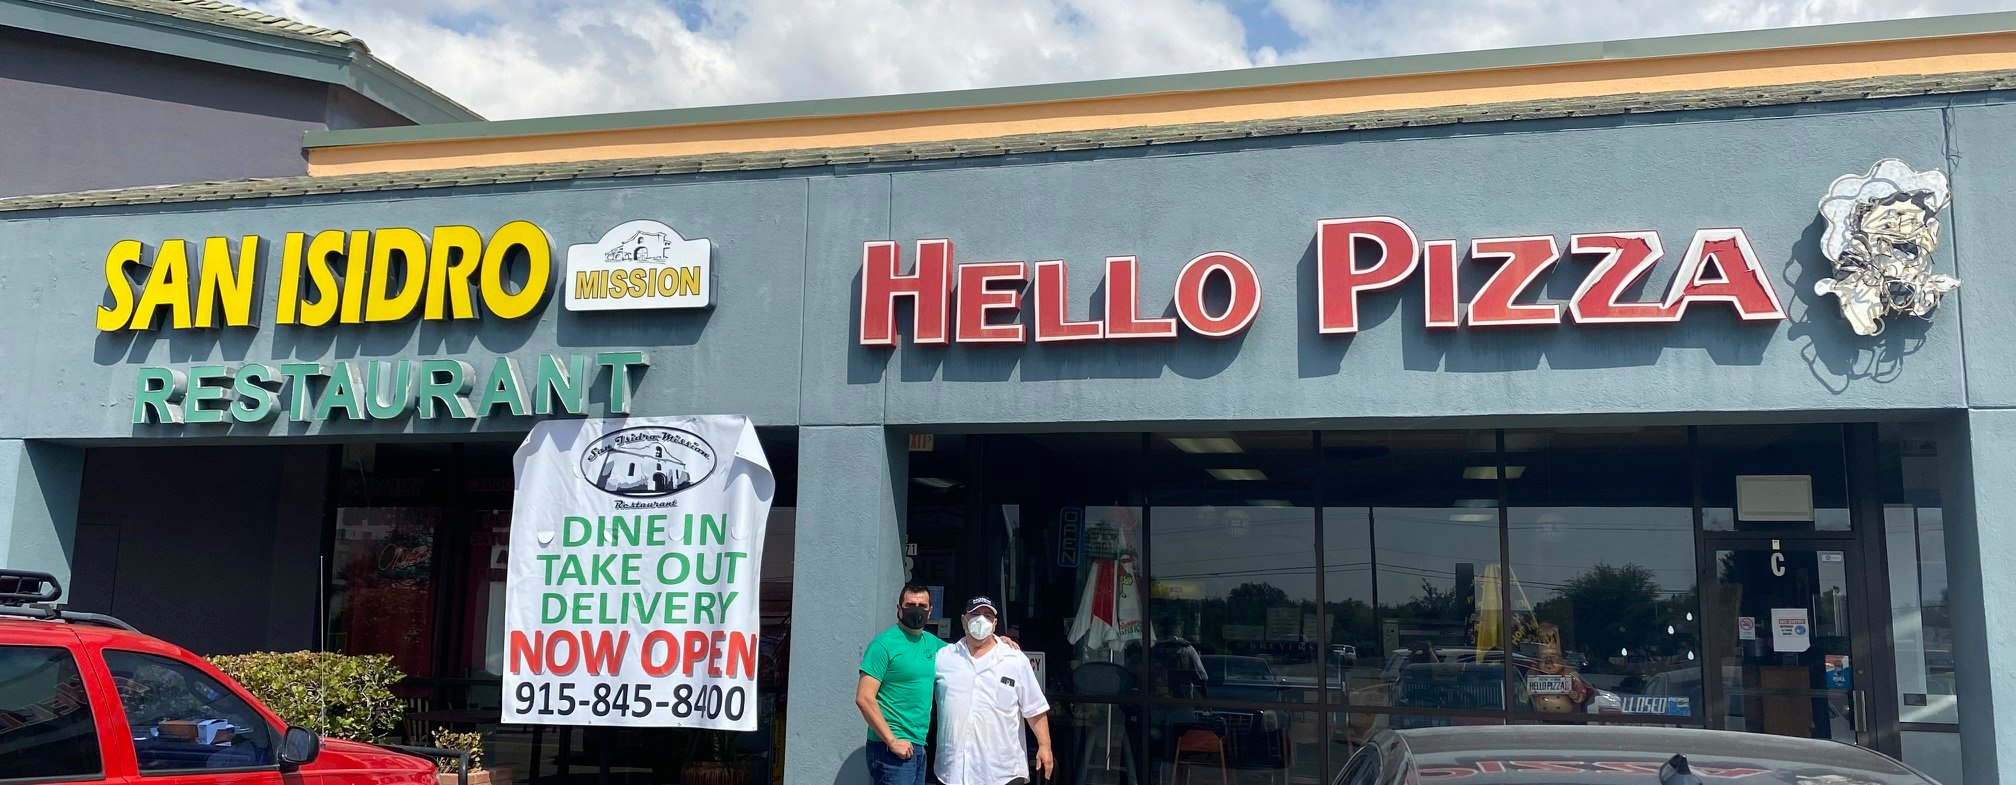 SAN ISIDRO
MISSION
RESTAURANT
HELLO PIZZA
San Isidro Mission
Restaurant
DINE IN
TAKE OUT
DELIVERY
NOW OPEN
915-845-8400
OPEN
C
HELLO PIZZA
CLOSED